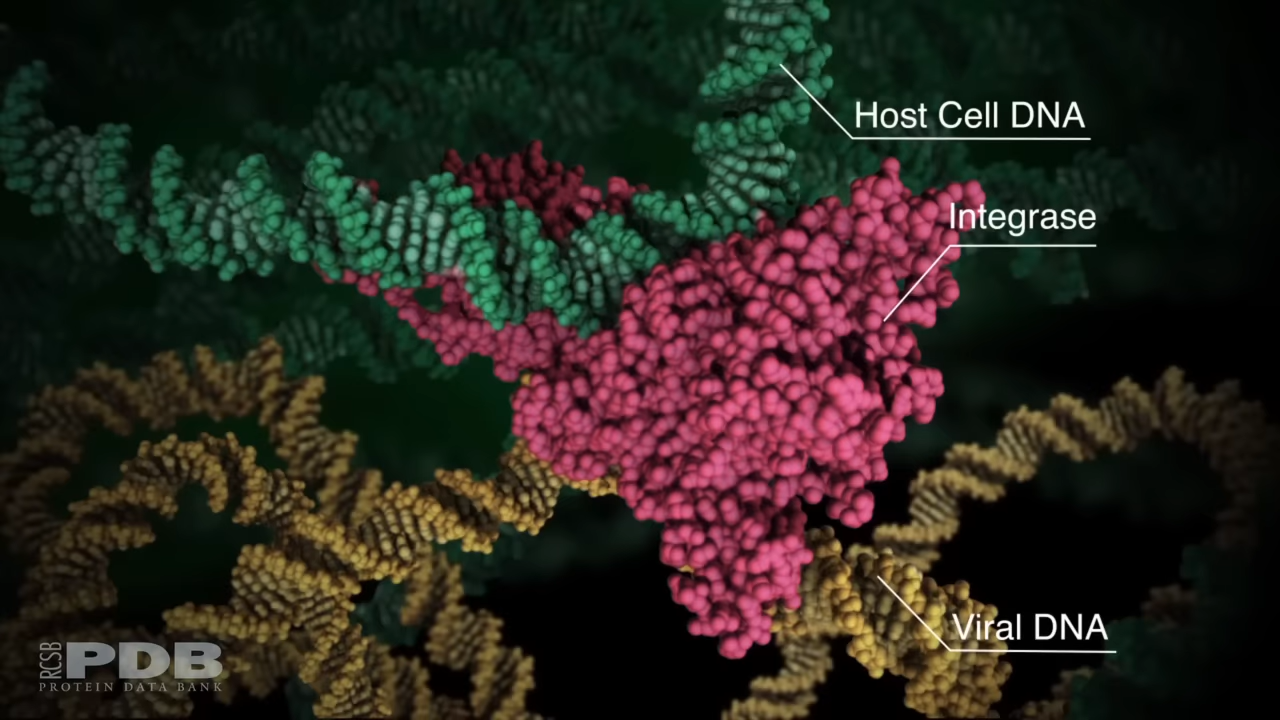 Host Cell DNA
Integrase
Viral DNA
RCSB
PDB
PROTEIN DATA BANK